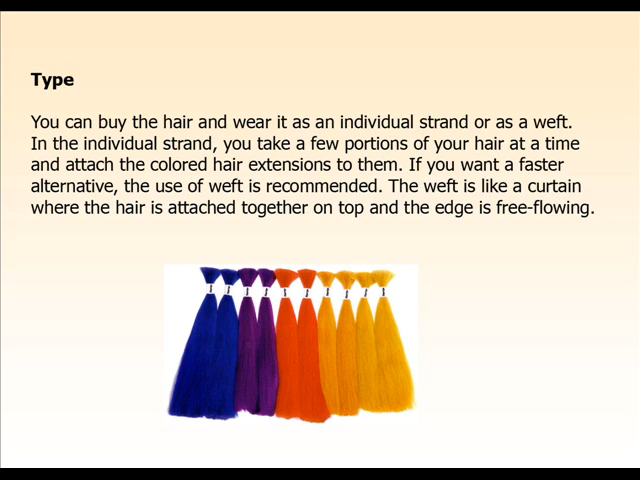 Type
You can buy the hair and wear it as an individual strand or as a weft.
In the individual strand, you take a few portions of your hair at a time
and attach the colored hair extensions to them. If you want a faster
alternative, the use of weft is recommended. The weft is like a curtain
where the hair is attached together on top and the edge is free-flowing.